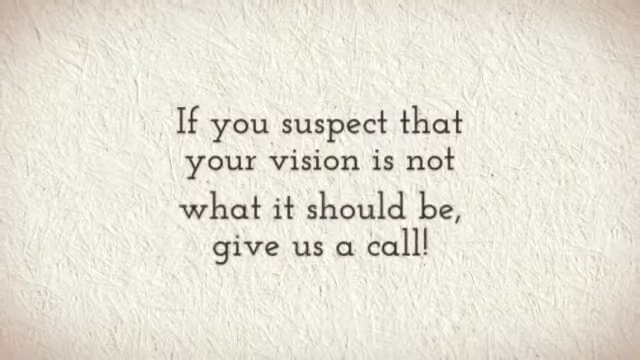 If you suspect that
your vision is not
what it should be,
give us a call!